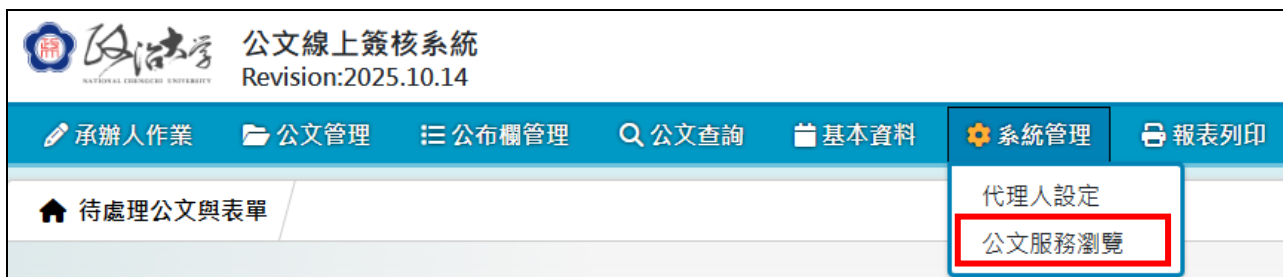 政治大學
NATIONAL CHENGCHI UNIVERSITY
公文線上簽核系統
Revision:2025.10.14
承辦人作業 公文管理 公布欄管理 公文查詢 基本資料 系統管理 報表列印
待處理公文與表單
代理人設定
公文服務瀏覽